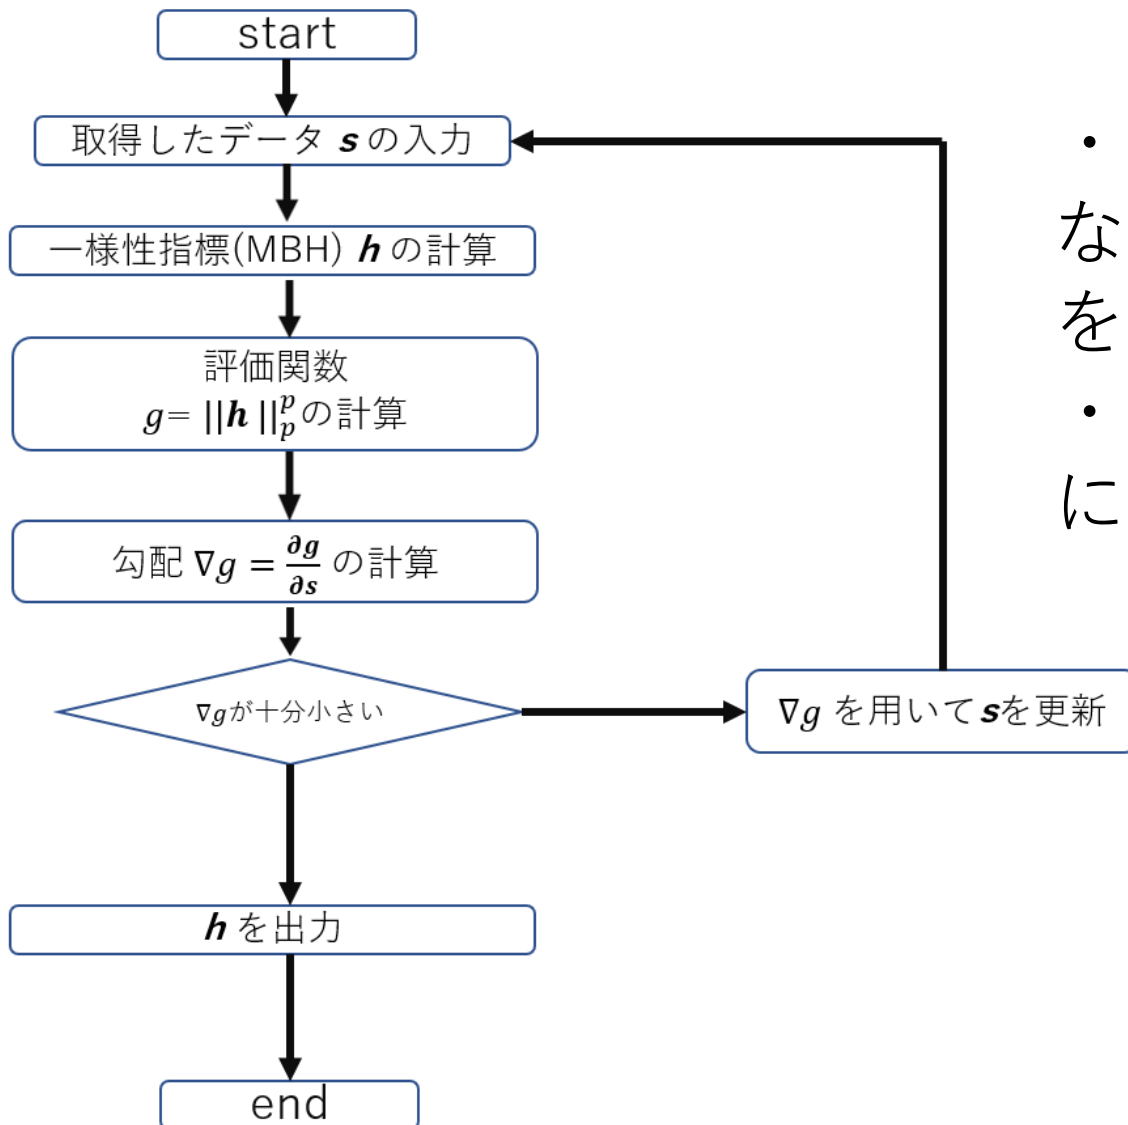 start
取得したデータ s の入力
一様性指標(MBH) h の計算
評価関数
g= ||h ||_p^p の計算
勾配 ∇g = ∂g/∂s の計算
∇gが十分小さい
∇g を用いてsを更新
h を出力
end
・
な
を
・
に